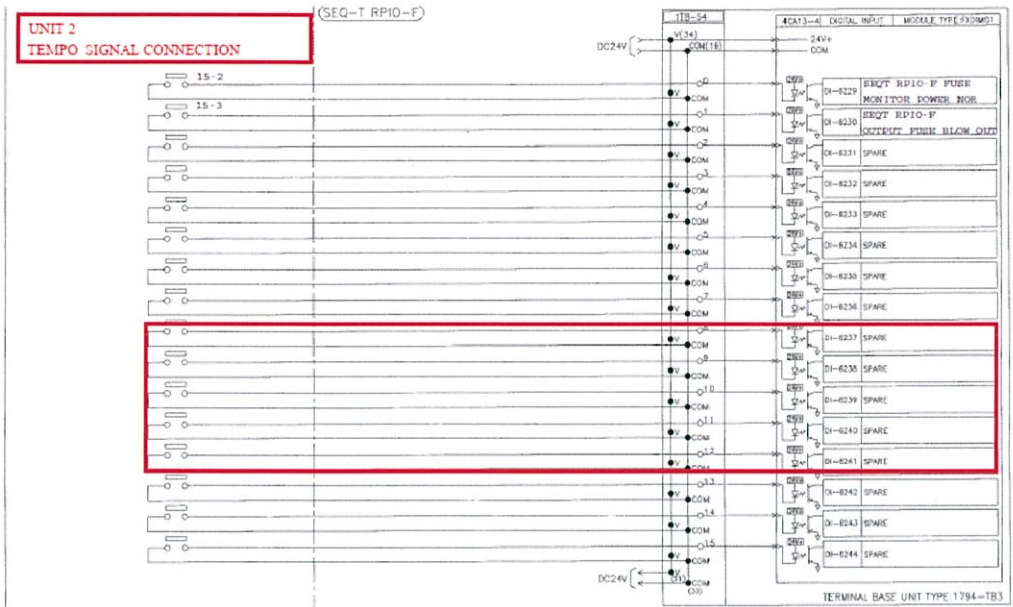 UNIT 2
TEMPO SIGNAL CONNECTION
(SEQ-T RPIO-F)
1TB-54
4CA13-4 DIGITAL INPUT MODULE TYPE:FXDIM01
DC24V V(34) 24V+
COM(16) COM
15-2 0 DI-6229 SEQT RPIO-F FUSE
V COM MONITOR POWER NOR
15-3 1 DI-6230 SEQT RPIO-F
V COM OUTPUT FUSE BLOW OUT
2 DI-6231 SPARE
V COM
3 DI-6232 SPARE
V COM
4 DI-6233 SPARE
V COM
5 DI-6234 SPARE
V COM
6 DI-6235 SPARE
V COM
7 DI-6236 SPARE
V COM
8 DI-6237 SPARE
V COM
9 DI-6238 SPARE
V COM
10 DI-6239 SPARE
V COM
11 DI-6240 SPARE
V COM
12 DI-6241 SPARE
V COM
13 DI-6242 SPARE
V COM
14 DI-6243 SPARE
V COM
15 DI-6244 SPARE
V COM
DC24V V
(51) COM
(33)
TERMINAL BASE UNIT TYPE:1794-TB3